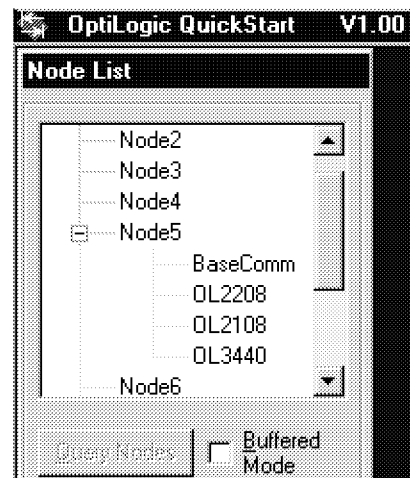 OptiLogic QuickStart V1.00
Node List
Node2
Node3
Node4
Node5
BaseComm
OL2208
OL2108
OL3440
Node6
Query Nodes
Buffered
Mode